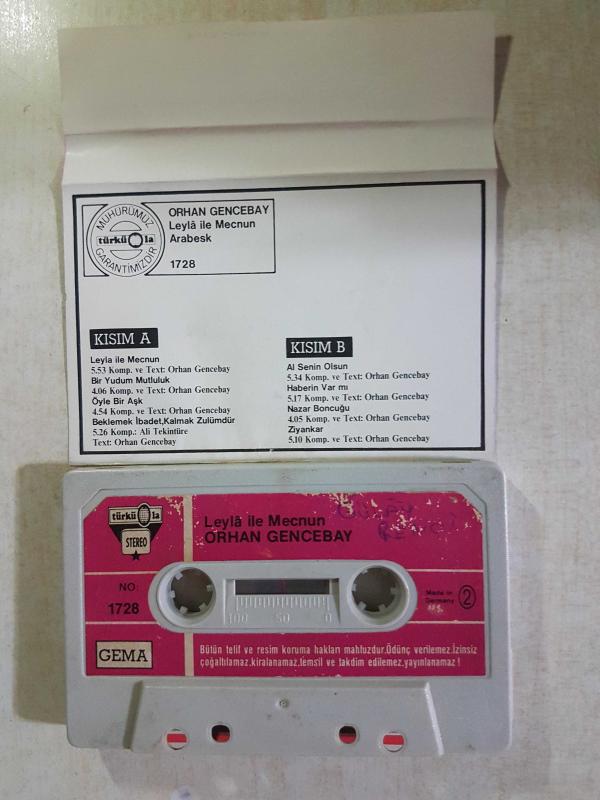 MÜHÜRÜMÜZ
türkü la
GARANTİMİZDİR
ORHAN GENCEBAY
Leylâ ile Mecnun
Arabesk
1728
KISIM A
Leyla ile Mecnun
5.53 Komp. ve Text: Orhan Gencebay
Bir Yudum Mutluluk
4.06 Komp. ve Text: Orhan Gencebay
Öyle Bir Aşk
4.54 Komp. ve Text: Orhan Gencebay
Beklemek İbadet,Kalmak Zulümdür
5.26 Komp.: Ali Tekintüre
Text: Orhan Gencebay
KISIM B
Al Senin Olsun
5.34 Komp. ve Text: Orhan Gencebay
Haberin Var mı
5.17 Komp. ve Text: Orhan Gencebay
Nazar Boncuğu
4.05 Komp. ve Text: Orhan Gencebay
Ziyankar
5.10 Komp. ve Text: Orhan Gencebay
türkü la
STEREO
Leylâ ile Mecnun
ORHAN GENCEBAY
NO:
1728
100 50 0
Made in
Germany
2
GEMA
Bütün telif ve resim koruma hakları mahfuzdur.Ödünç verilemez.İzinsiz
çoğaltılamaz,kiralanamaz,temsil ve takdim edilemez,yayınlanamaz!